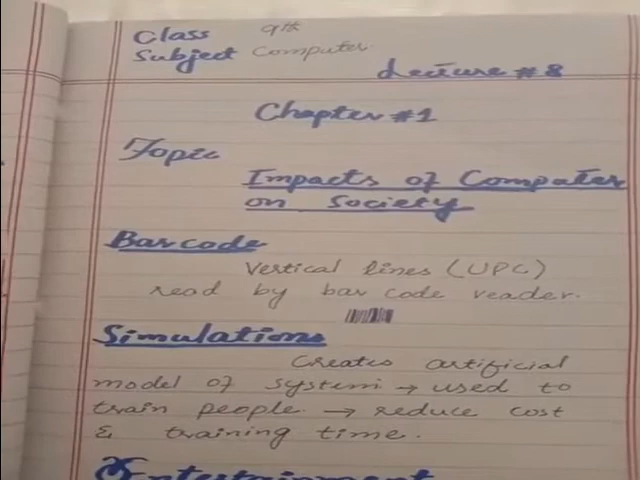 Class 9th
Subject Computer
Lecture # 8
Chapter #1
Topic
Impacts of Computer
on Society
Barcode
Vertical lines (UPC)
read by bar code reader.
Simulations
Creates artificial
model of system → used to
train people. → reduce cost
& training time.
Entertainment